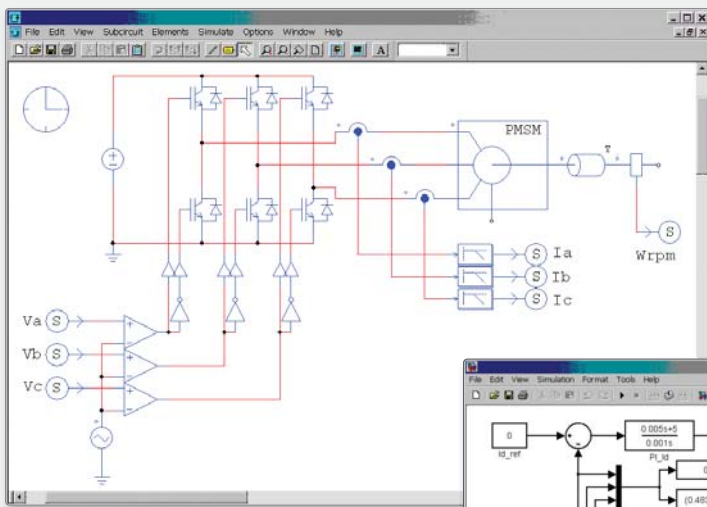 File Edit View Subcircuit Elements Simulate Options Window Help
A
PMSM
T
S
Wrpm
S Ia
S Ib
S Ic
Va S
Vb S
Vc S
File Edit View Simulation Format Tools Help
0
Id_ref
0.005s+5
0.001s
PI_Id